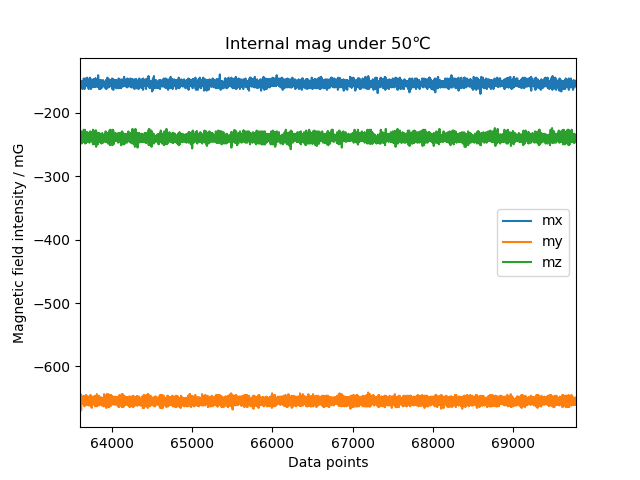 Internal mag under 50℃
Magnetic field intensity / mG
−200
−300
−400
−500
−600
mx
my
mz
64000 65000 66000 67000 68000 69000
Data points